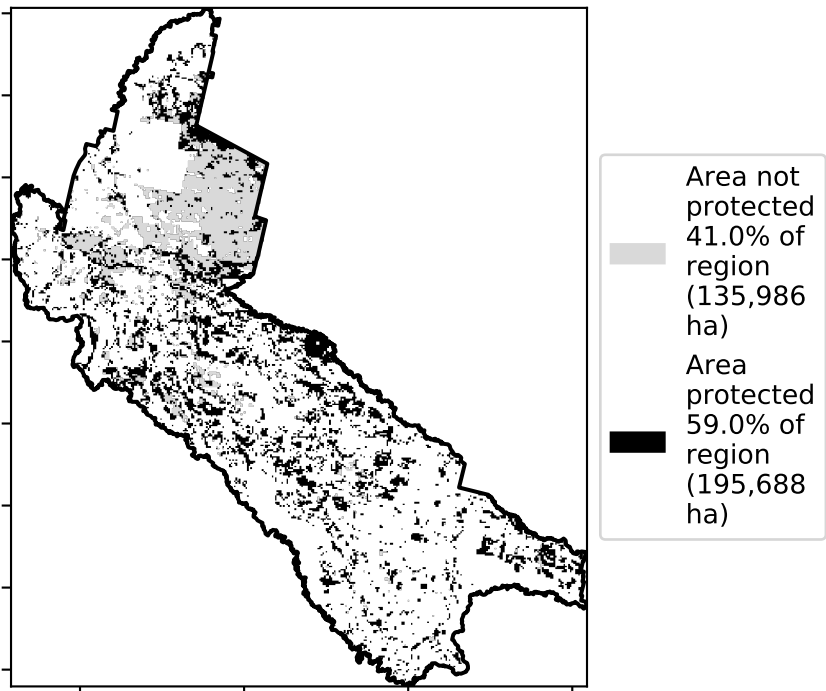 Area not
protected
41.0% of
region
(135,986
ha)
Area
protected
59.0% of
region
(195,688
ha)